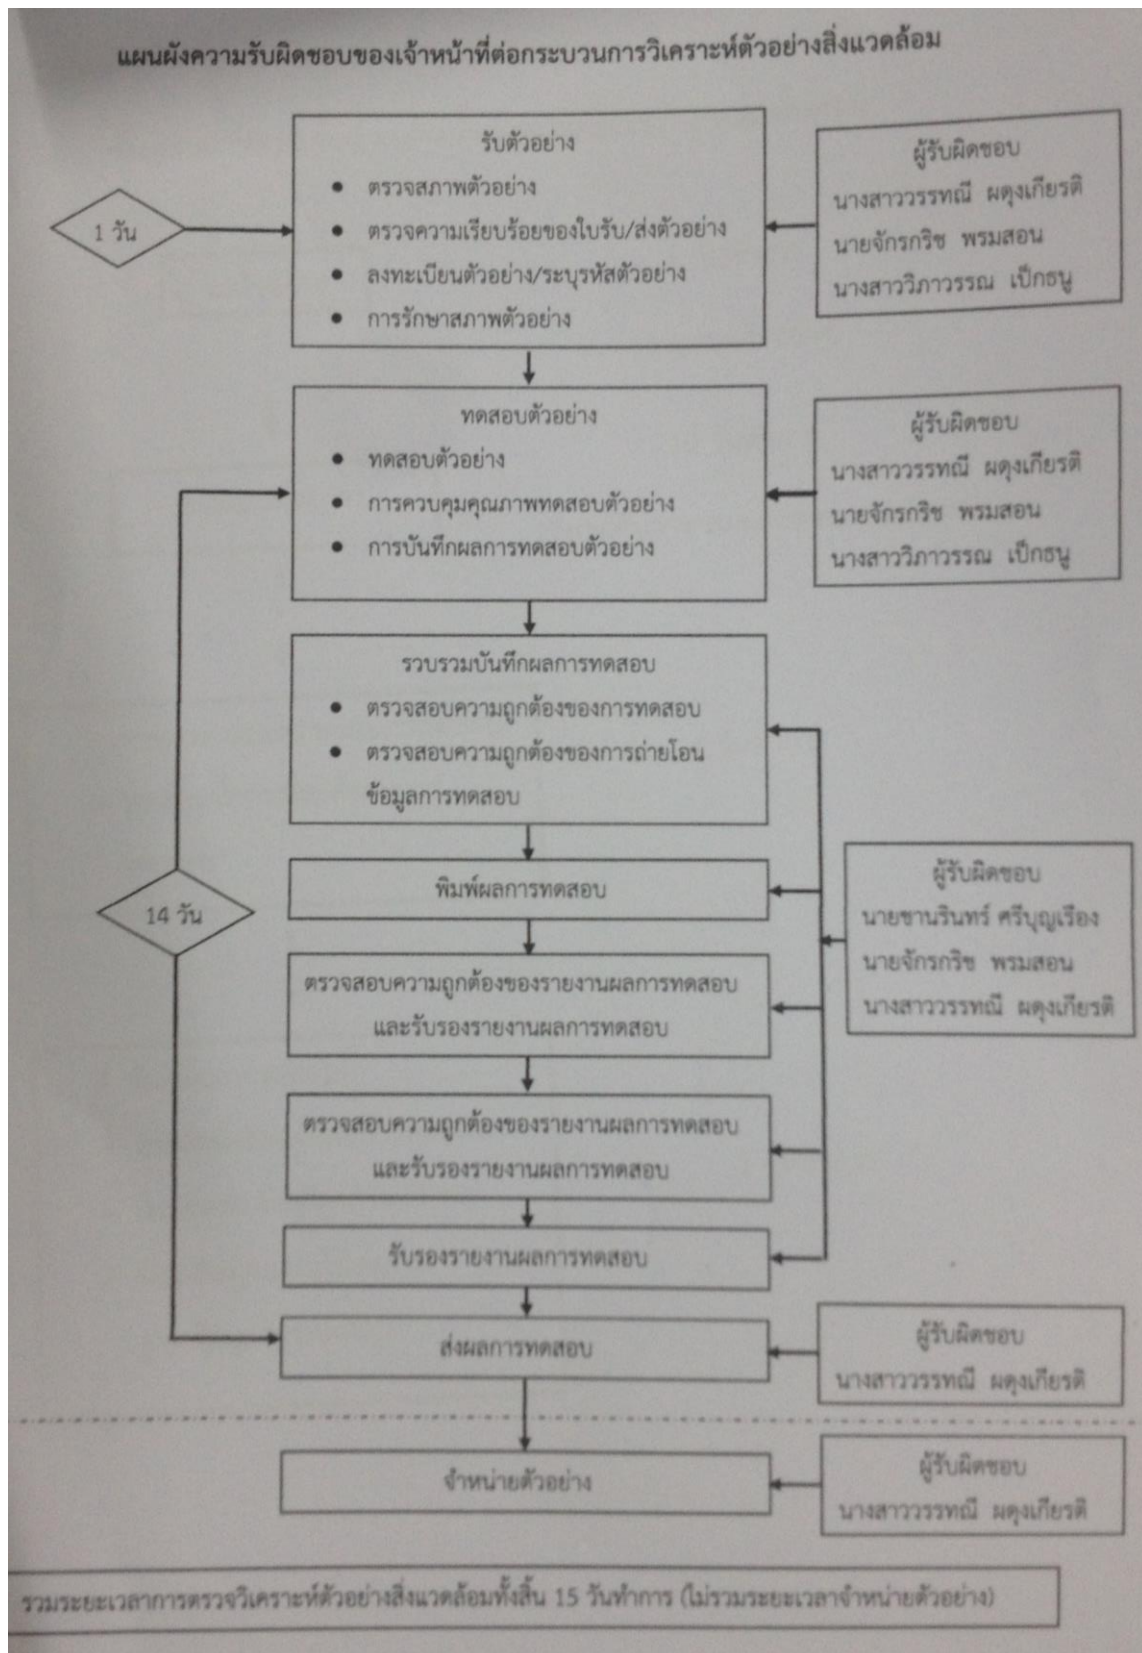 แผนผังความรับผิดชอบของเจ้าหน้าที่ต่อกระบวนการวิเคราะห์ตัวอย่างสิ่งแวดล้อม
1 วัน
รับตัวอย่าง
● ตรวจสภาพตัวอย่าง
● ตรวจความเรียบร้อยของใบรับ/ส่งตัวอย่าง
● ลงทะเบียนตัวอย่าง/ระบุรหัสตัวอย่าง
● การรักษาสภาพตัวอย่าง
ผู้รับผิดชอบ
นางสาววรรทณี ผดุงเกียรติ
นายจักรกริช พรมสอน
นางสาววิภาวรรณ เป็กธนู
ทดสอบตัวอย่าง
● ทดสอบตัวอย่าง
● การควบคุมคุณภาพทดสอบตัวอย่าง
● การบันทึกผลการทดสอบตัวอย่าง
ผู้รับผิดชอบ
นางสาววรรทณี ผดุงเกียรติ
นายจักรกริช พรมสอน
นางสาววิภาวรรณ เป็กธนู
รวบรวมบันทึกผลการทดสอบ
● ตรวจสอบความถูกต้องของการทดสอบ
● ตรวจสอบความถูกต้องของการถ่ายโอน
ข้อมูลการทดสอบ
14 วัน
พิมพ์ผลการทดสอบ
ผู้รับผิดชอบ
นายชานรินทร์ ศรีบุญเรือง
นายจักรกริช พรมสอน
นางสาววรรทณี ผดุงเกียรติ
ตรวจสอบความถูกต้องของรายงานผลการทดสอบ
และรับรองรายงานผลการทดสอบ
ตรวจสอบความถูกต้องของรายงานผลการทดสอบ
และรับรองรายงานผลการทดสอบ
รับรองรายงานผลการทดสอบ
ส่งผลการทดสอบ
ผู้รับผิดชอบ
นางสาววรรทณี ผดุงเกียรติ
จำหน่ายตัวอย่าง
ผู้รับผิดชอบ
นางสาววรรทณี ผดุงเกียรติ
รวมระยะเวลาการตรวจวิเคราะห์ตัวอย่างสิ่งแวดล้อมทั้งสิ้น 15 วันทำการ (ไม่รวมระยะเวลาจำหน่ายตัวอย่าง)